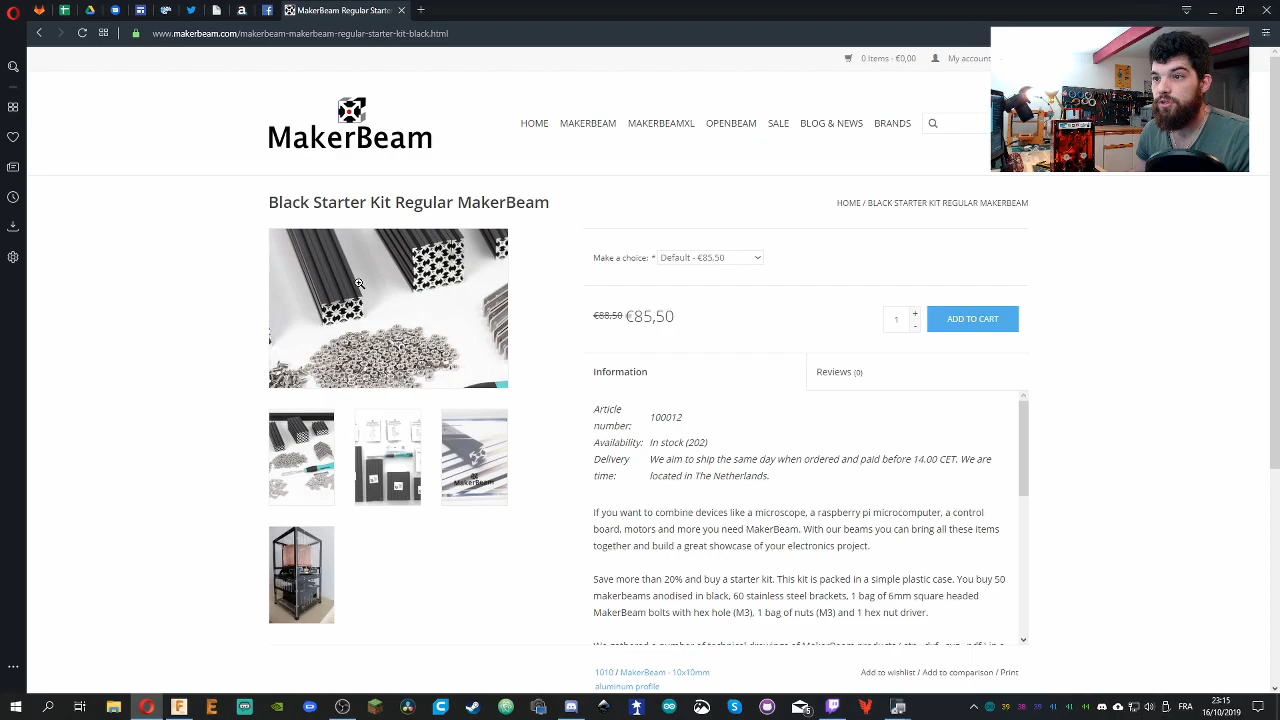 MakerBeam Regular starte
www.makerbeam.com/makerbeam-makerbeam-regular-starter-kit-black.html
0 Items - €0,00
My account
MakerBeam
HOME MAKERBEAM MAKERBEAMXL OPENBEAM SALE BLOG & NEWS BRANDS
Black Starter Kit Regular MakerBeam
HOME / BLACK STARTER KIT REGULAR MAKERBEAM
Make a choice: * Default - €85.50
€88,50 €85,50
1
+
-
ADD TO CART
Information
Reviews (0)
Article number: 100012
Availability: In stock (202)
Delivery time: We aim to ship the same day when ordered and paid before 14.00 CET. We are
located in The Netherlands.
If you want to combine devices like a microscope, a raspberry pi microcomputer, a control
board, motors and more you need MakerBeam. With our beams you can bring all these items
together and build a great showcase of your electronics project.
Save more than 20% and buy a starter kit. This kit is packed in a simple plastic case. You buy 50
makerbeams anodised in black, 60 stainless steel brackets, 1 bag of 6mm square headed
MakerBeam bolts with hex hole (M3), 1 bag of nuts (M3) and 1 hex nut driver.
MakerBeam
1010 / MakerBeam - 10x10mm
aluminum profile
Add to wishlist / Add to comparison / Print
FRA
23:15
16/10/2019